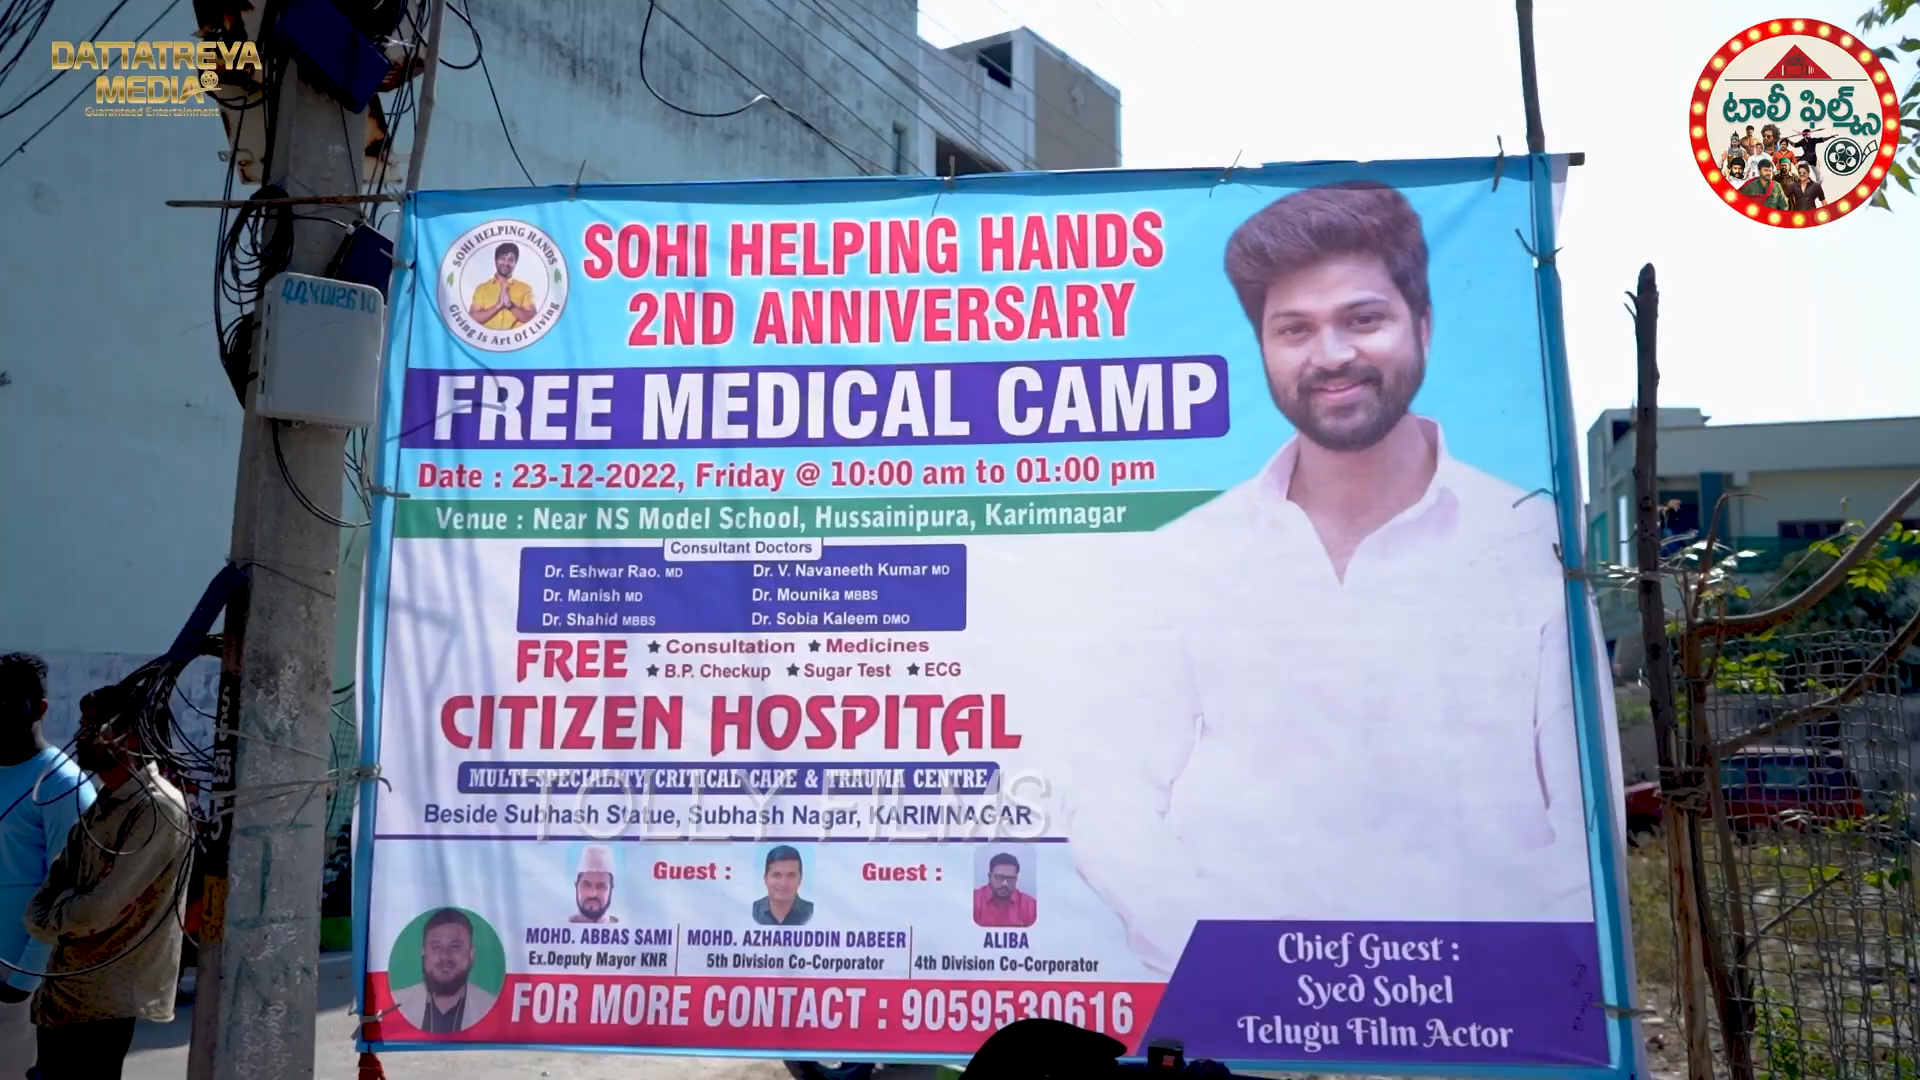 DATTATREYA
MEDIA
Guaranteed Entertainment
టాలీ ఫిల్మ్స్
SOHI HELPING HANDS
Giving Is Art Of Living
SOHI HELPING HANDS
2ND ANNIVERSARY
FREE MEDICAL CAMP
Date : 23-12-2022, Friday @ 10:00 am to 01:00 pm
Venue : Near NS Model School, Hussainipura, Karimnagar
Consultant Doctors
Dr. Eshwar Rao. MD
Dr. V. Navaneeth Kumar MD
Dr. Manish MD
Dr. Mounika MBBS
Dr. Shahid MBBS
Dr. Sobia Kaleem DMO
FREE ★ Consultation ★ Medicines
★ B.P. Checkup ★ Sugar Test ★ ECG
CITIZEN HOSPITAL
MULTI-SPECIALITY, CRITICAL CARE & TRAUMA CENTRE
Beside Subhash Statue, Subhash Nagar, KARIMNAGAR
TOLLY FILMS
Guest :
Guest :
MOHD. ABBAS SAMI
Ex.Deputy Mayor KNR
MOHD. AZHARUDDIN DABEER
5th Division Co-Corporator
ALIBA
4th Division Co-Corporator
FOR MORE CONTACT : 9059530616
Chief Guest :
Syed Sohel
Telugu Film Actor